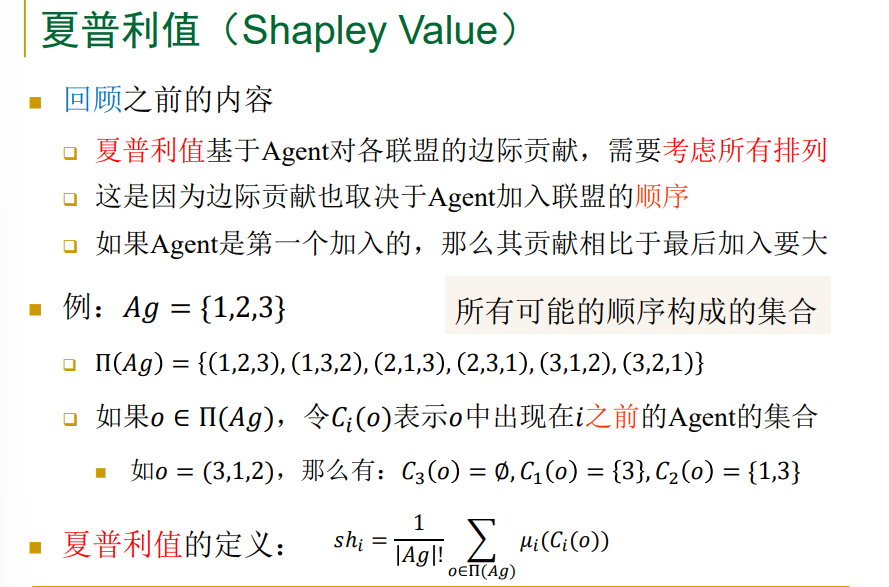 夏普利值（Shapley Value）
回顾之前的内容
夏普利值基于Agent对各联盟的边际贡献，需要考虑所有排列
这是因为边际贡献也取决于Agent加入联盟的顺序
如果Agent是第一个加入的，那么其贡献相比于最后加入要大
例：Ag = {1,2,3}
所有可能的顺序构成的集合
Π(Ag) = {(1,2,3), (1,3,2), (2,1,3), (2,3,1), (3,1,2), (3,2,1)}
如果o ∈ Π(Ag)，令C_i(o)表示o中出现在i之前的Agent的集合
如o = (3,1,2)，那么有：C_3(o) = ∅, C_1(o) = {3}, C_2(o) = {1,3}
夏普利值的定义： sh_i = \frac{1}{|Ag|!} \sum_{o∈Π(Ag)} μ_i(C_i(o))